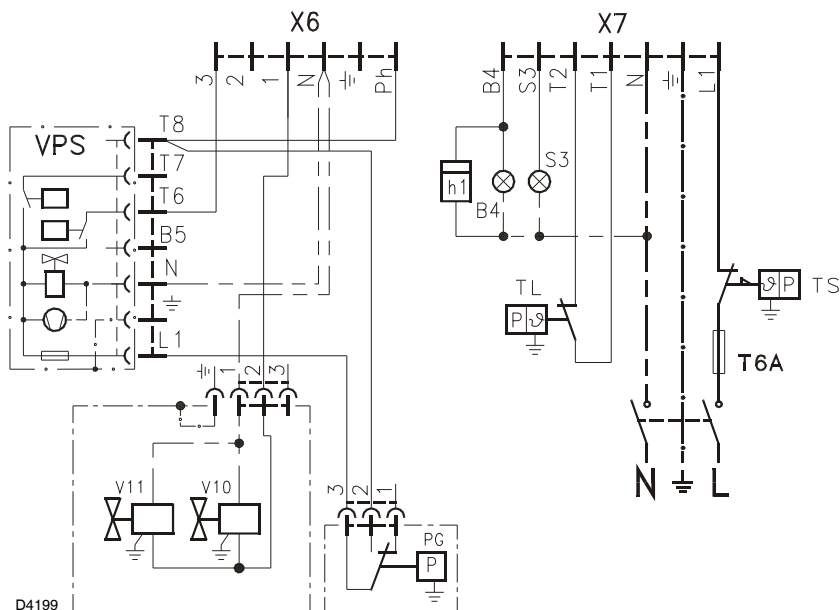 X6
X7
3
2
1
N
Ph
B4
S3
T2
T1
N
L1
VPS
T8
T7
T6
B5
N
L1
h1
B4
S3
TL
P ϑ
ϑ P
TS
T6A
1
2
3
3
2
1
V11
V10
PG
P
N
L
D4199